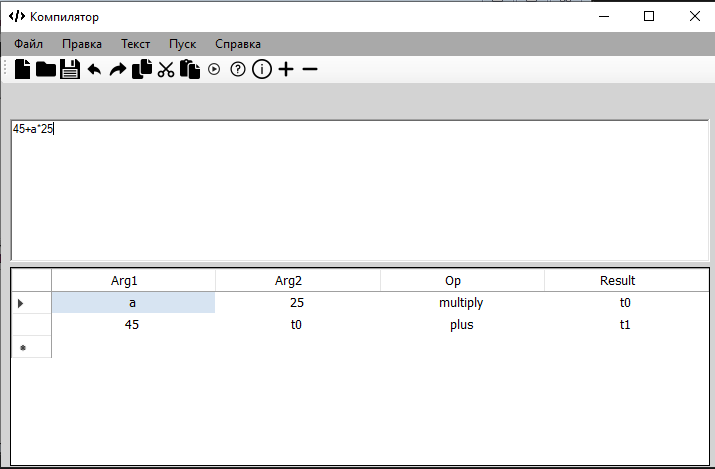 Компилятор
Файл Правка Текст Пуск Справка
45+a*25
Arg1 Arg2 Op Result
a 25 multiply t0
45 t0 plus t1